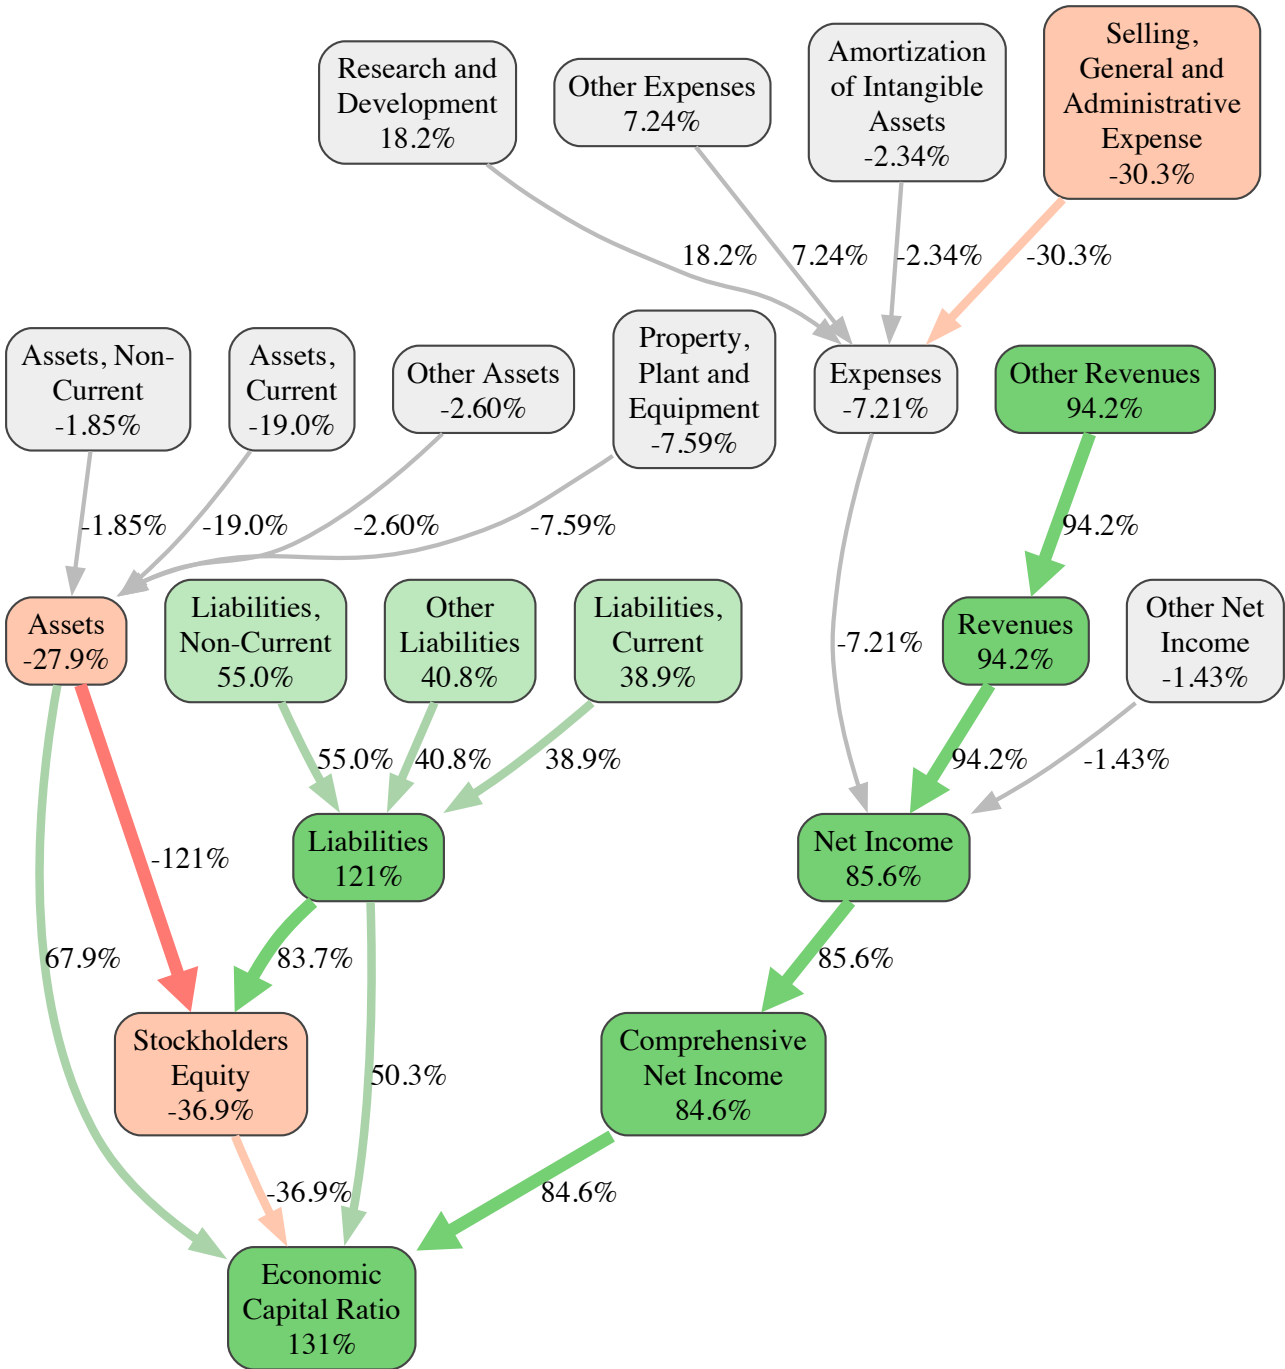 Research and
Development
18.2%
Other Expenses
7.24%
Amortization
of Intangible
Assets
-2.34%
Selling,
General and
Administrative
Expense
-30.3%
18.2%
7.24%
-2.34%
-30.3%
Assets, Non-
Current
-1.85%
Assets,
Current
-19.0%
Other Assets
-2.60%
Property,
Plant and
Equipment
-7.59%
Expenses
-7.21%
Other Revenues
94.2%
-1.85%
-19.0%
-2.60%
-7.59%
94.2%
Assets
-27.9%
Liabilities,
Non-Current
55.0%
Other
Liabilities
40.8%
Liabilities,
Current
38.9%
-7.21%
Revenues
94.2%
Other Net
Income
-1.43%
55.0%
40.8%
38.9%
94.2%
-1.43%
-121%
Liabilities
121%
Net Income
85.6%
67.9%
83.7%
85.6%
Stockholders
Equity
-36.9%
50.3%
Comprehensive
Net Income
84.6%
-36.9%
84.6%
Economic
Capital Ratio
131%